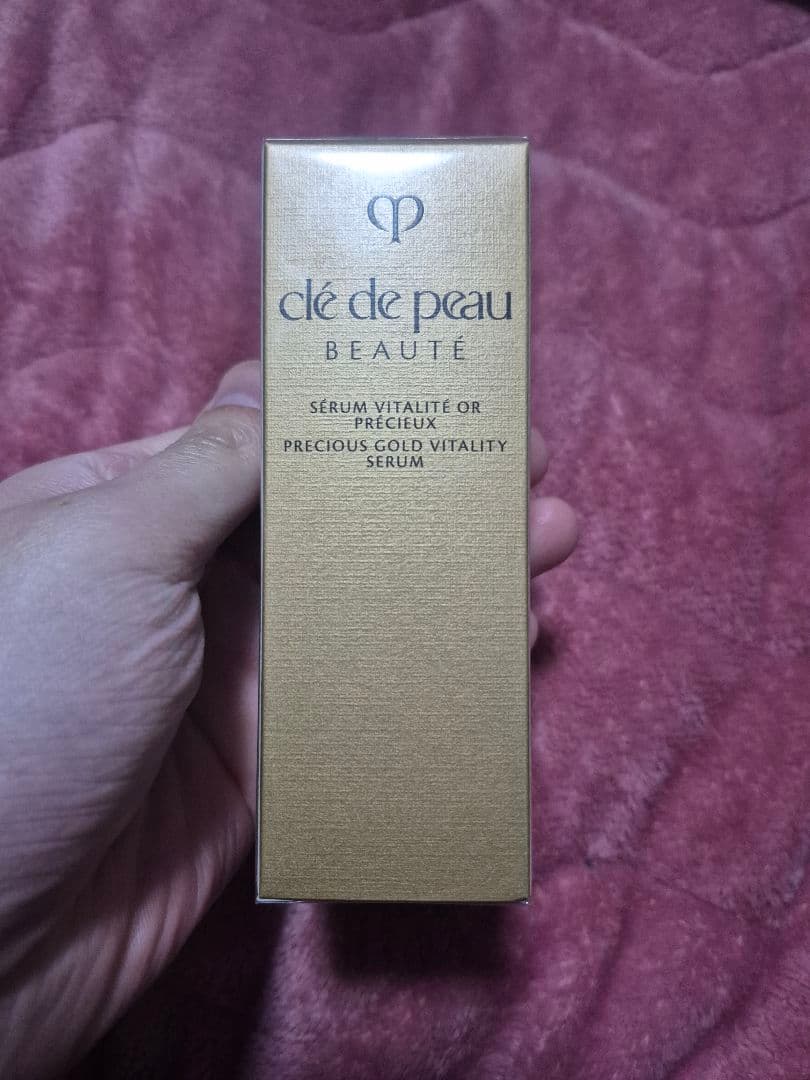 clé de peau
BEAUTÉ
SÉRUM VITALITÉ OR
PRÉCIEUX
PRECIOUS GOLD VITALITY
SERUM